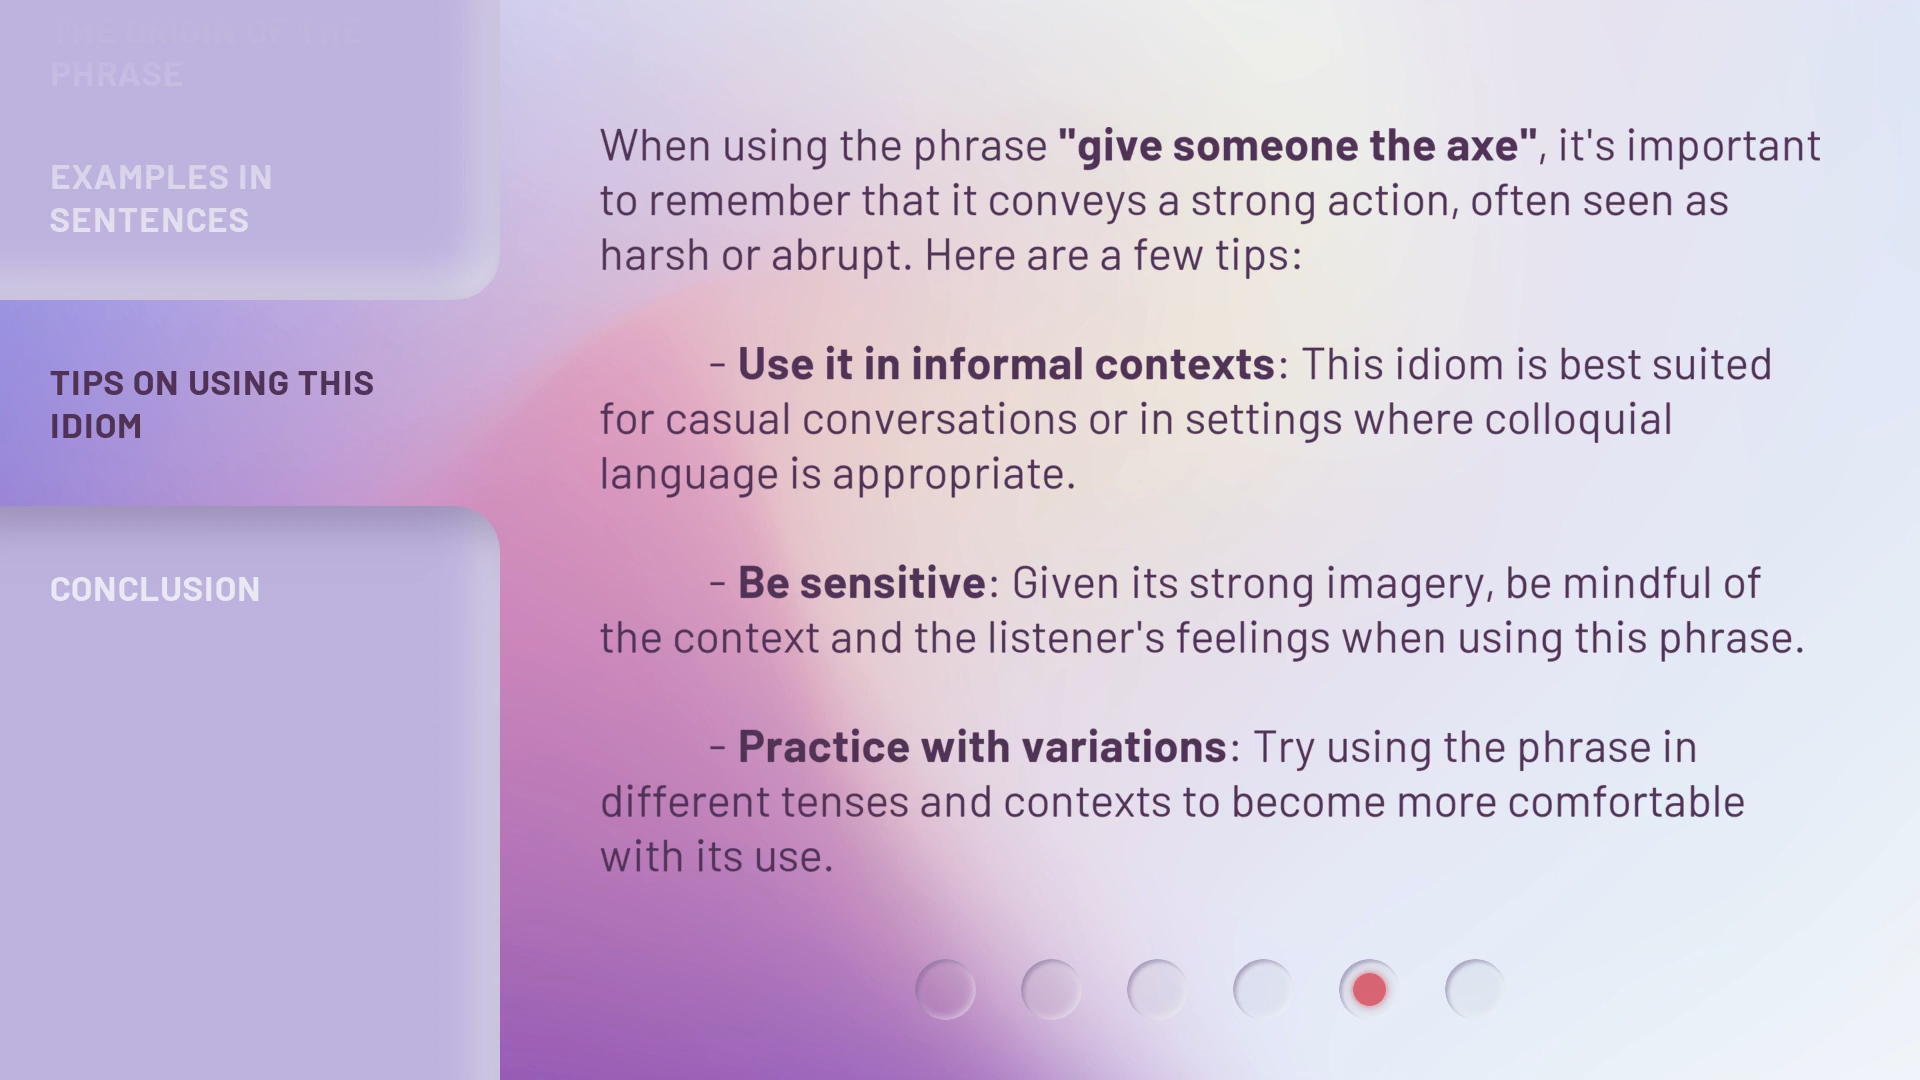 THE ORIGIN OF THE
PHRASE
EXAMPLES IN
SENTENCES
TIPS ON USING THIS
IDIOM
CONCLUSION
When using the phrase "give someone the axe", it's important
to remember that it conveys a strong action, often seen as
harsh or abrupt. Here are a few tips:
- Use it in informal contexts: This idiom is best suited
for casual conversations or in settings where colloquial
language is appropriate.
- Be sensitive: Given its strong imagery, be mindful of
the context and the listener's feelings when using this phrase.
- Practice with variations: Try using the phrase in
different tenses and contexts to become more comfortable
with its use.